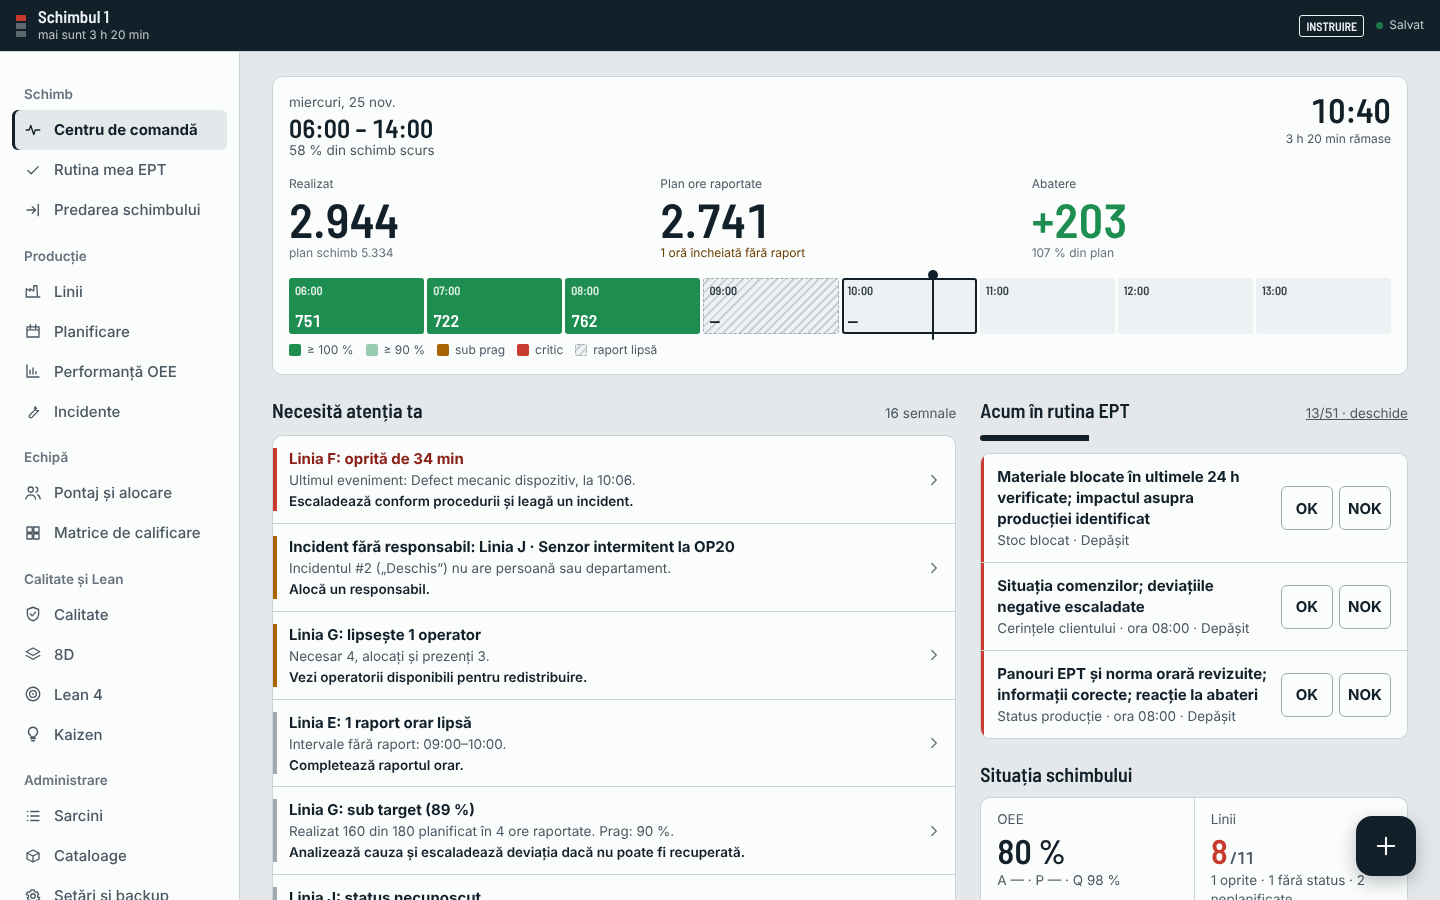 Schimbul 1
mai sunt 3 h 20 min
INSTRUIRE
Salvat
Schimb
Centru de comandă
Rutina mea EPT
Predarea schimbului
Producție
Linii
Planificare
Performanță OEE
Incidente
Echipă
Pontaj și alocare
Matrice de calificare
Calitate și Lean
Calitate
8D
Lean 4
Kaizen
Administrare
Sarcini
Cataloage
Setări și backup
miercuri, 25 nov.
06:00 – 14:00
58 % din schimb scurs
10:40
3 h 20 min rămase
Realizat
2.944
plan schimb 5.334
Plan ore raportate
2.741
1 oră încheiată fără raport
Abatere
+203
107 % din plan
06:00 07:00 08:00 09:00 10:00 11:00 12:00 13:00
751 722 762 — —
≥ 100 % ≥ 90 % sub prag critic raport lipsă
Necesită atenția ta
16 semnale
Linia F: oprită de 34 min
Ultimul eveniment: Defect mecanic dispozitiv, la 10:06.
Escaladează conform procedurii și leagă un incident.
Incident fără responsabil: Linia J · Senzor intermitent la OP20
Incidentul #2 („Deschis”) nu are persoană sau departament.
Alocă un responsabil.
Linia G: lipsește 1 operator
Necesar 4, alocați și prezenți 3.
Vezi operatorii disponibili pentru redistribuire.
Linia E: 1 raport orar lipsă
Intervale fără raport: 09:00–10:00.
Completează raportul orar.
Linia G: sub target (89 %)
Realizat 160 din 180 planificat în 4 ore raportate. Prag: 90 %.
Analizează cauza și escaladează deviația dacă nu poate fi recuperată.
Linia J: status necunoscut
Acum în rutina EPT
13/51 · deschide
Materiale blocate în ultimele 24 h
verificate; impactul asupra
producției identificat
Stoc blocat · Depășit
OK NOK
Situația comenzilor; deviațiile
negative escaladate
Cerințele clientului · ora 08:00 · Depășit
OK NOK
Panouri EPT și norma orară revizuite;
informații corecte; reacție la abateri
Status producție · ora 08:00 · Depășit
OK NOK
Situația schimbului
OEE
80 %
A — · P — · Q 98 %
Linii
8/11
1 oprite · 1 fără status · 2
neplanificate